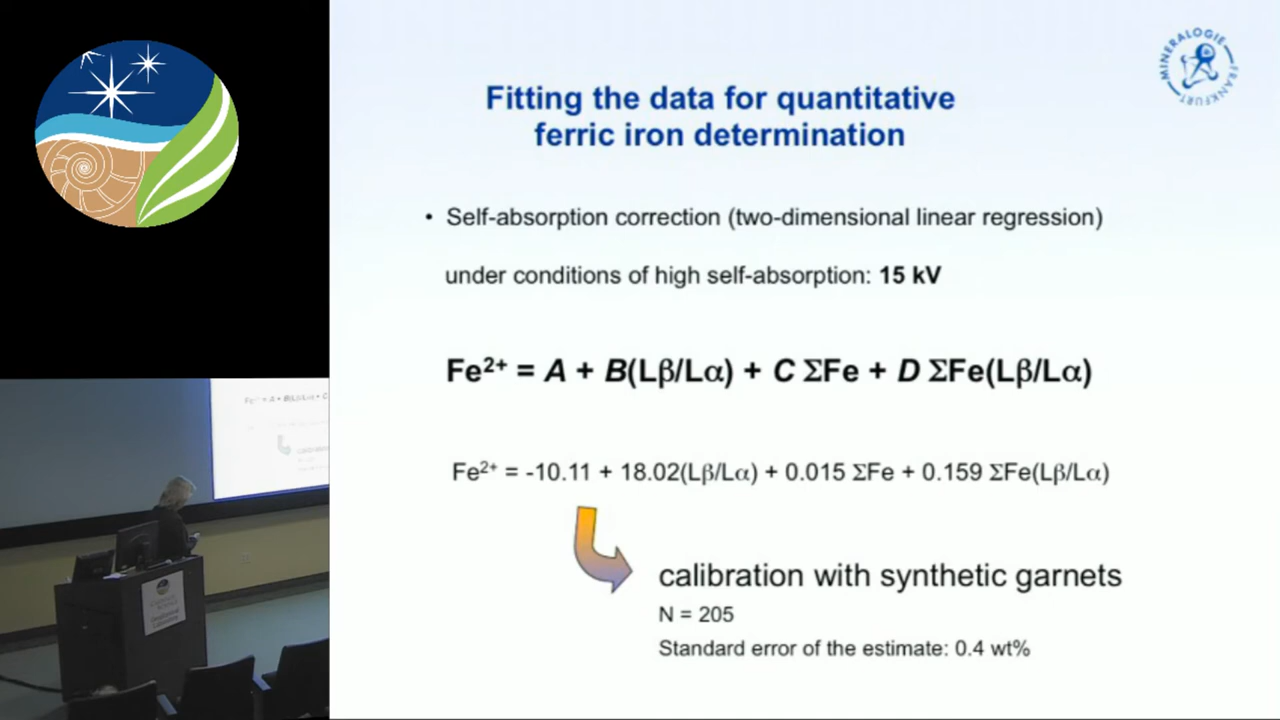 MINERALOGIE
FRANKFURT
Fitting the data for quantitative
ferric iron determination
• Self-absorption correction (two-dimensional linear regression)
under conditions of high self-absorption: 15 kV
Fe²⁺ = A + B(Lβ/Lα) + C ΣFe + D ΣFe(Lβ/Lα)
Fe²⁺ = -10.11 + 18.02(Lβ/Lα) + 0.015 ΣFe + 0.159 ΣFe(Lβ/Lα)
calibration with synthetic garnets
N = 205
Standard error of the estimate: 0.4 wt%